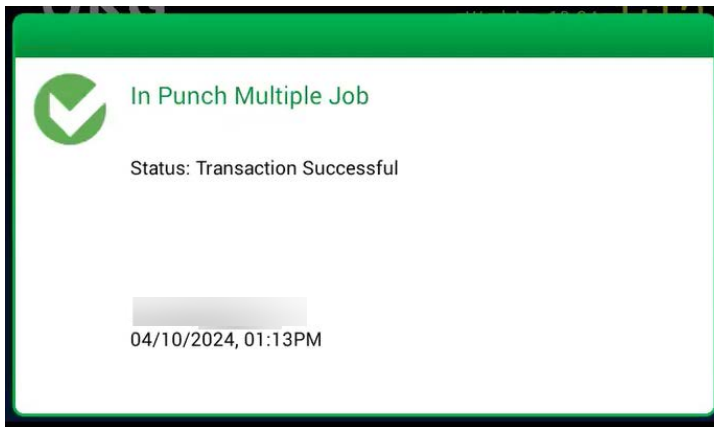 In Punch Multiple Job
Status: Transaction Successful
04/10/2024, 01:13PM